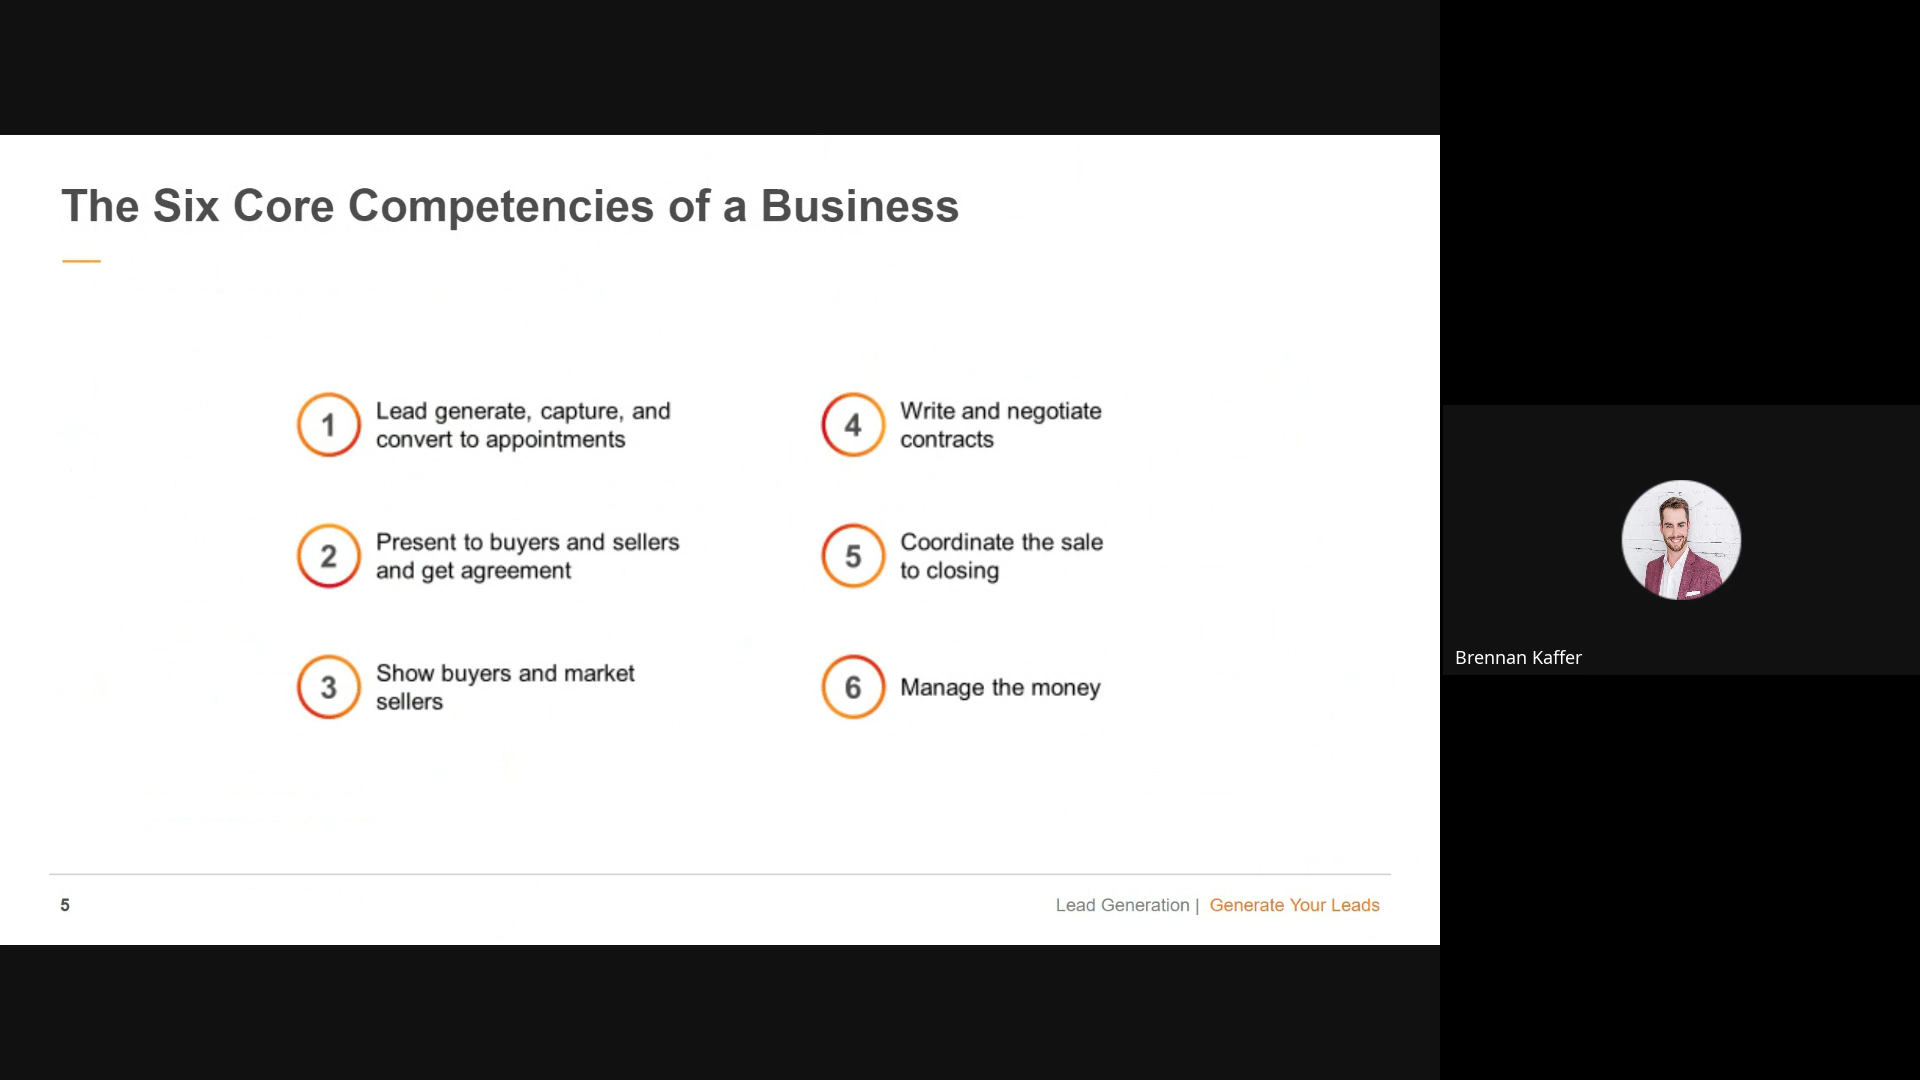 The Six Core Competencies of a Business
1
Lead generate, capture, and
convert to appointments
2
Present to buyers and sellers
and get agreement
3
Show buyers and market
sellers
4
Write and negotiate
contracts
5
Coordinate the sale
to closing
6
Manage the money
5
Lead Generation | Generate Your Leads
Brennan Kaffer